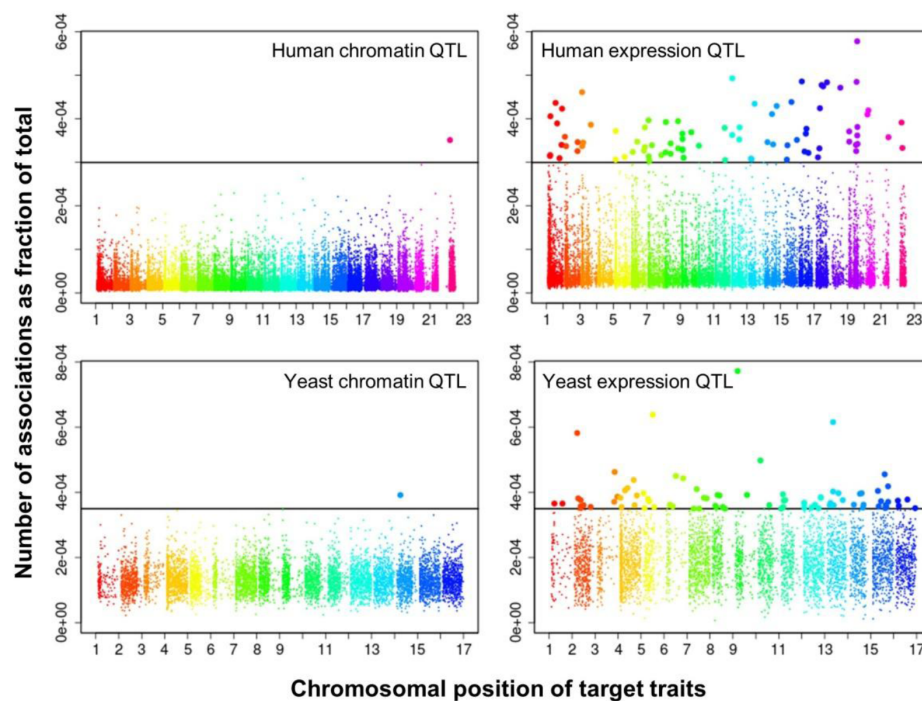 Number of associations as fraction of total
Human chromatin QTL
6e-04
4e-04
2e-04
0e+00
1 3 5 7 9 11 13 15 17 19 21 23
Human expression QTL
6e-04
4e-04
2e-04
0e+00
1 3 5 7 9 11 13 15 17 19 21 23
Yeast chromatin QTL
8e-04
6e-04
4e-04
2e-04
0e+00
1 2 3 4 5 6 7 8 9 10 11 13 14 15 17
Yeast expression QTL
8e-04
6e-04
4e-04
2e-04
0e+00
1 2 3 4 5 6 7 8 9 11 13 15 17
Chromosomal position of target traits